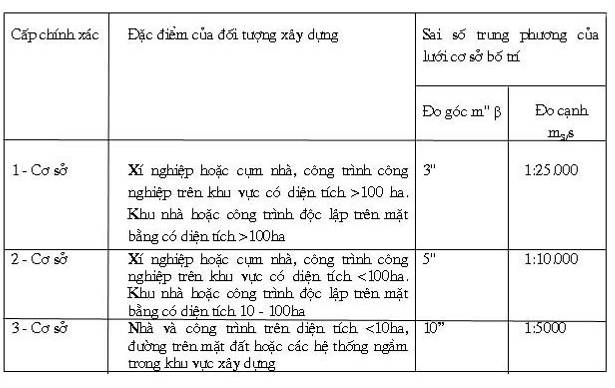 Cấp chính xác
Đặc điểm của đối tượng xây dựng
Sai số trung phương của
lưới cơ sở bố trí
Đo góc m" β
Đo cạnh
ms/s
1 - Cơ sở
Xí nghiệp hoặc cụm nhà, công trình công
nghiệp trên khu vực có diện tích >100 ha.
Khu nhà hoặc công trình độc lập trên mặt
bằng có diện tích >100ha
3"
1:25.000
2 - Cơ sở
Xí nghiệp hoặc cụm nhà, công trình công
nghiệp trên khu vực có diện tích <100ha.
Khu nhà hoặc công trình độc lập trên mặt
bằng có diện tích 10 - 100ha
5"
1:10.000
3 - Cơ sở
Nhà và công trình trên diện tích <10ha,
đường trên mặt đất hoặc các hệ thống ngầm
trong khu vực xây dựng
10”
1:5000